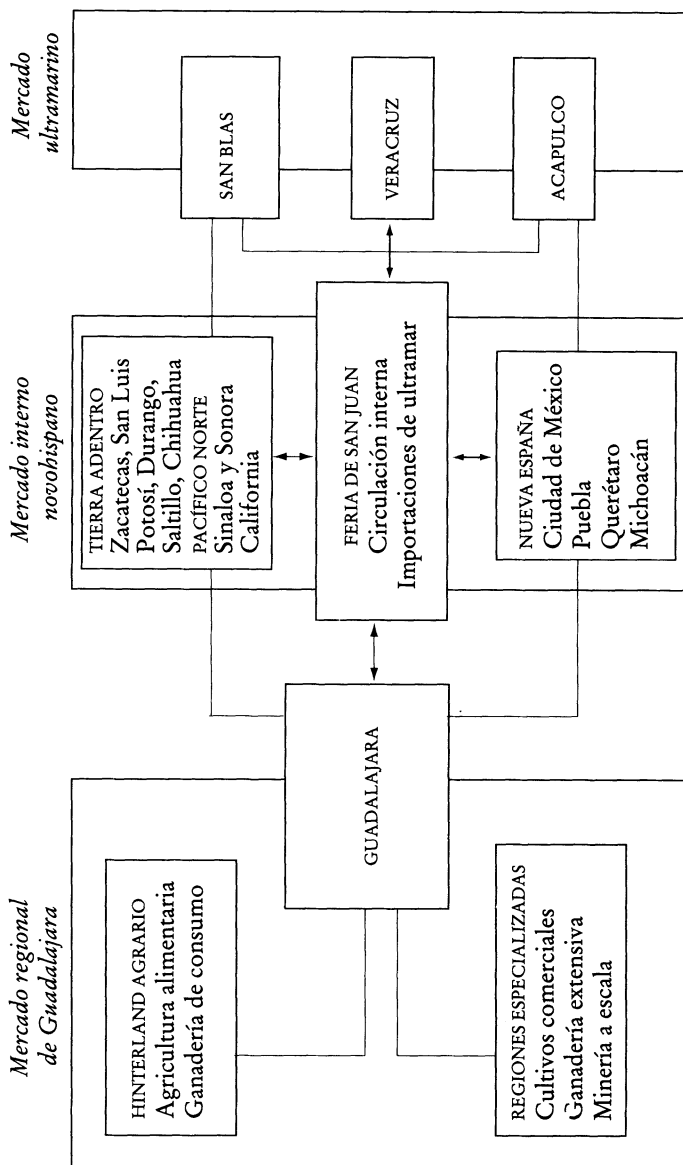 Mercado regional
de Guadalajara
HINTERLAND AGRARIO
Agricultura alimentaria
Ganadería de consumo
REGIONES ESPECIALIZADAS
Cultivos comerciales
Ganadería extensiva
Minería a escala
GUADALAJARA
Mercado interno
novohispano
TIERRA ADENTRO
Zacatecas, San Luis
Potosí, Durango,
Saltillo, Chihuahua
PACÍFICO NORTE
Sinaloa y Sonora
California
FERIA DE SAN JUAN
Circulación interna
Importaciones de ultramar
NUEVA ESPAÑA
Ciudad de México
Puebla
Querétaro
Michoacán
Mercado
ultramarino
SAN BLAS
VERACRUZ
ACAPULCO